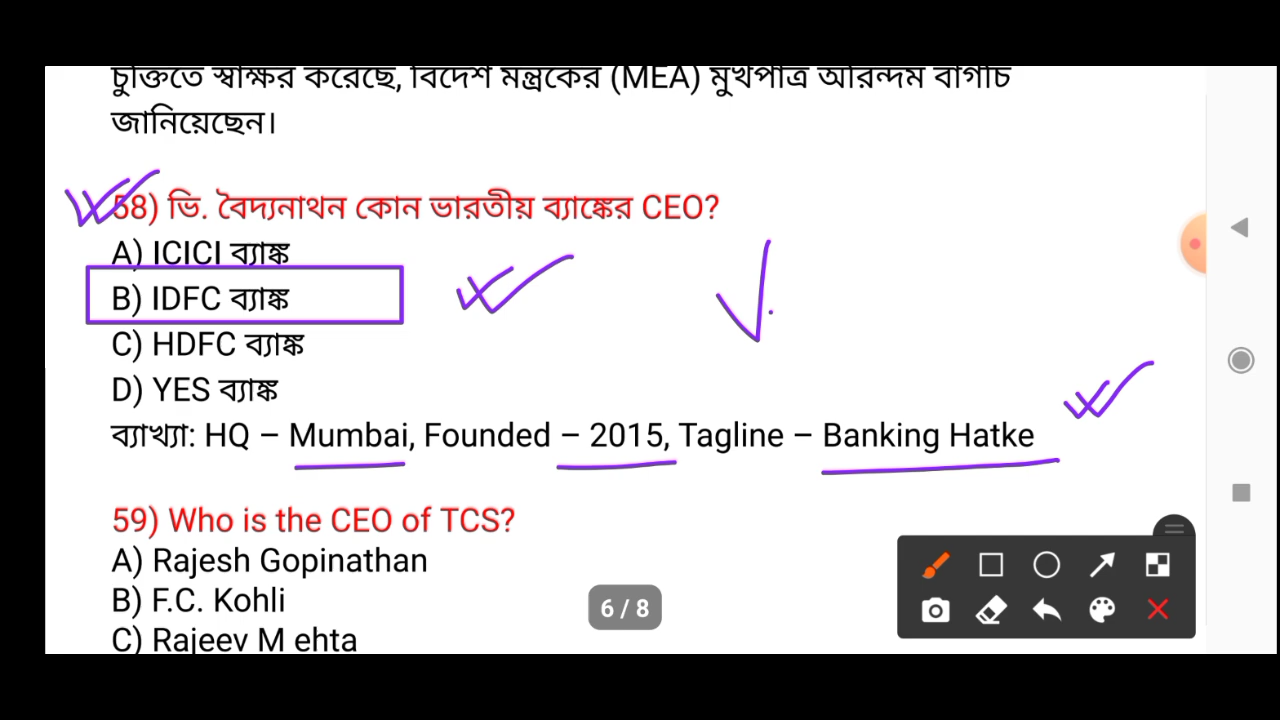 চুক্তিতে স্বাক্ষর করেছে, বিদেশ মন্ত্রকের (MEA) মুখপাত্র অরিন্দম বাগচি
জানিয়েছেন।
58) ভি. বৈদ্যনাথন কোন ভারতীয় ব্যাঙ্কের CEO?
A) ICICI ব্যাঙ্ক
B) IDFC ব্যাঙ্ক
C) HDFC ব্যাঙ্ক
D) YES ব্যাঙ্ক
ব্যাখ্যা: HQ – Mumbai, Founded – 2015, Tagline – Banking Hatke
59) Who is the CEO of TCS?
A) Rajesh Gopinathan
B) F.C. Kohli
C) Rajeev M ehta
6 / 8